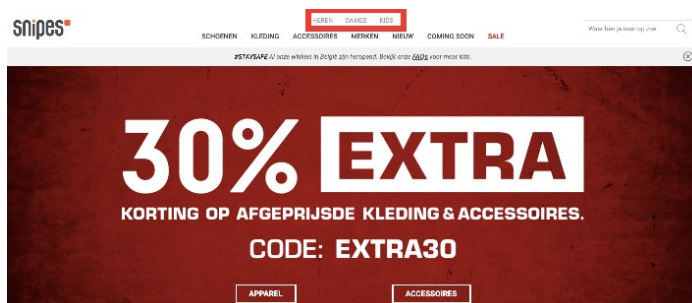 HEREN DAMES KIDS
snipes
SCHOENEN KLEDING ACCESSOIRES MERKEN NIEUW COMING SOON SALE
Waar ben je naar op zoe
#STAYSAFE Al onze winkels in België zijn heropend. Bekijk onze FAQs voor meer info.
30% EXTRA
KORTING OP AFGEPRIJSDE KLEDING & ACCESSOIRES.
CODE: EXTRA30
APPAREL ACCESSOIRES